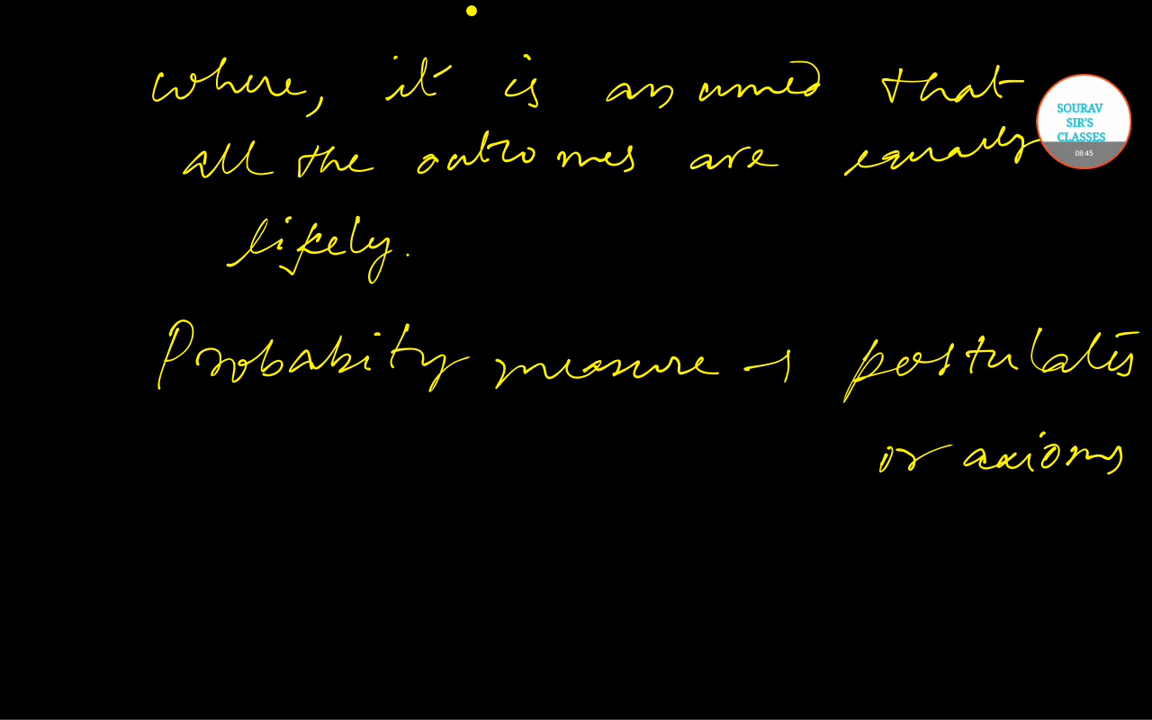 where, it is assumed that
all the outcomes are equally
likely.
Probability measure → postulates
or axioms
SOURAV
SIR'S
CLASSES
08:45